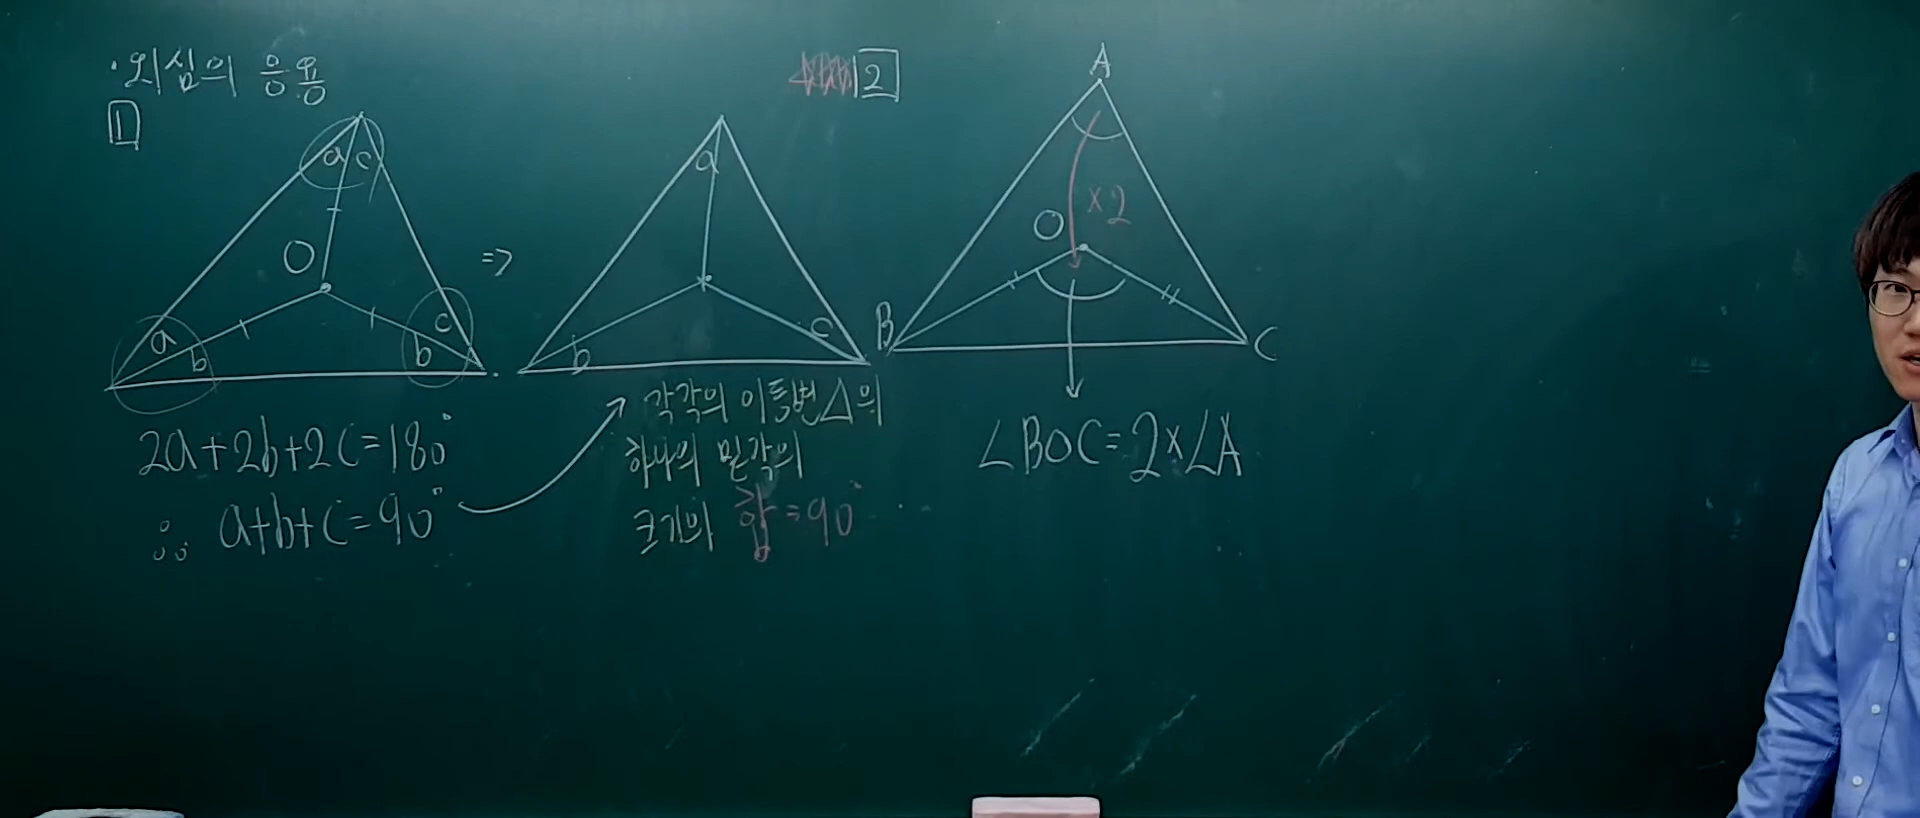 · 외심의 응용
1
a c
O
a b
c
b
⇒
a
b
c
2a+2b+2c=180°
∴ a+b+c=90°
각각의 이등변△의
하나의 밑각의
크기의 합=90°
2
A
×2
O
B
C
∠BOC=2×∠A